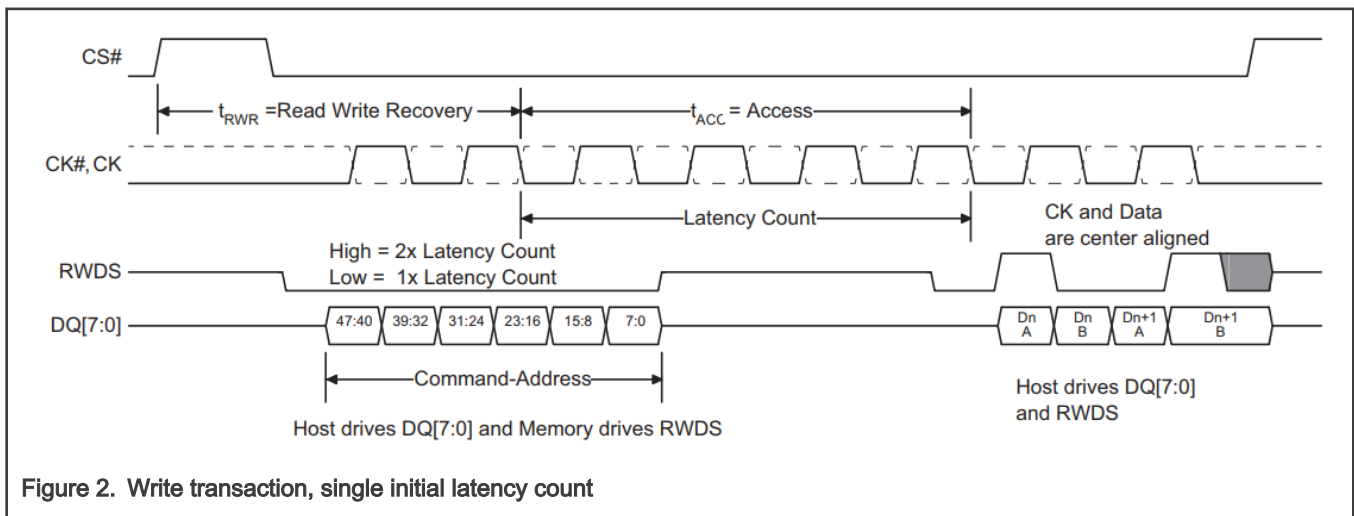 CS#
tRWR =Read Write Recovery
tACC = Access
CK#, CK
Latency Count
CK and Data
are center aligned
High = 2x Latency Count
Low = 1x Latency Count
RWDS
DQ[7:0]
47:40 39:32 31:24 23:16 15:8 7:0
Dn A
Dn B
Dn+1 A
Dn+1 B
Command-Address
Host drives DQ[7:0]
and RWDS
Host drives DQ[7:0] and Memory drives RWDS
Figure 2. Write transaction, single initial latency count